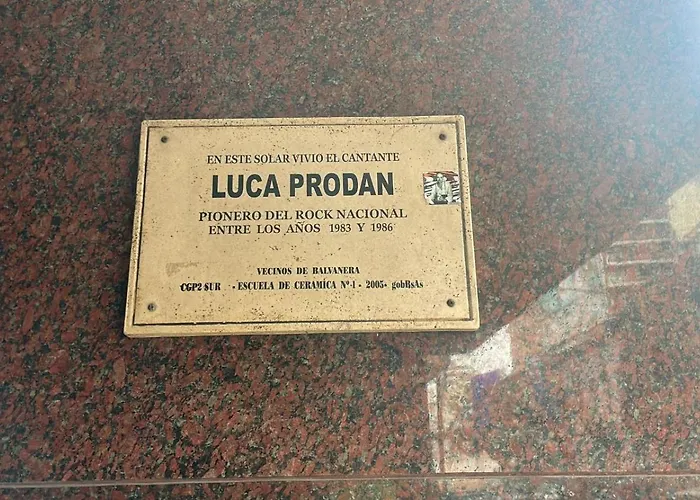 EN ESTE SOLAR VIVIO EL CANTANTE
LUCA PRODAN
PIONERO DEL ROCK NACIONAL
ENTRE LOS AÑOS 1983 Y 1986
VECINOS DE BALVANERA
CGP2 SUR - ESCUELA DE CERAMÍCA Nº-1 - 2005- gobBsAs